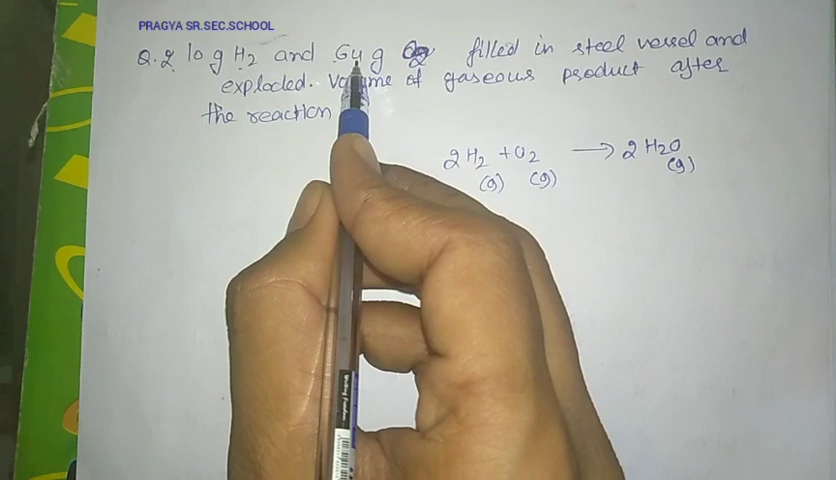 PRAGYA SR.SEC.SCHOOL
Q.2 10 g H2 and 64 g O2 filled in steel vessel and
exploded. Volume of gaseous product after
the reaction
2H2 + O2 → 2H2O
(g) (g) (g)